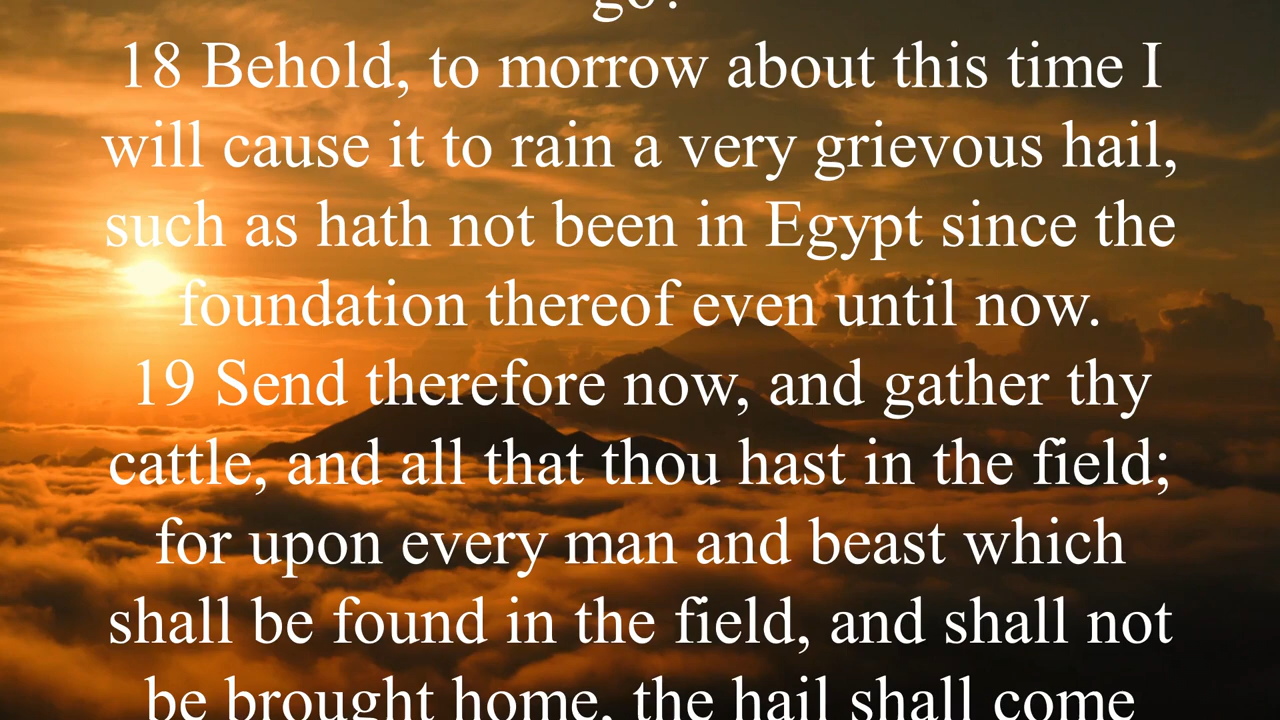 go?
18 Behold, to morrow about this time I
will cause it to rain a very grievous hail,
such as hath not been in Egypt since the
foundation thereof even until now.
19 Send therefore now, and gather thy
cattle, and all that thou hast in the field;
for upon every man and beast which
shall be found in the field, and shall not
be brought home, the hail shall come